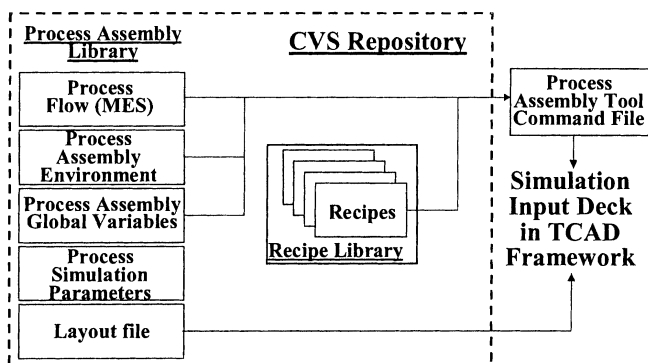 Process Assembly
Library
CVS Repository
Process
Flow (MES)
Process
Assembly
Environment
Process Assembly
Global Variables
Process
Simulation
Parameters
Layout file
Recipes
Recipe Library
Process
Assembly Tool
Command File
Simulation
Input Deck
in TCAD
Framework